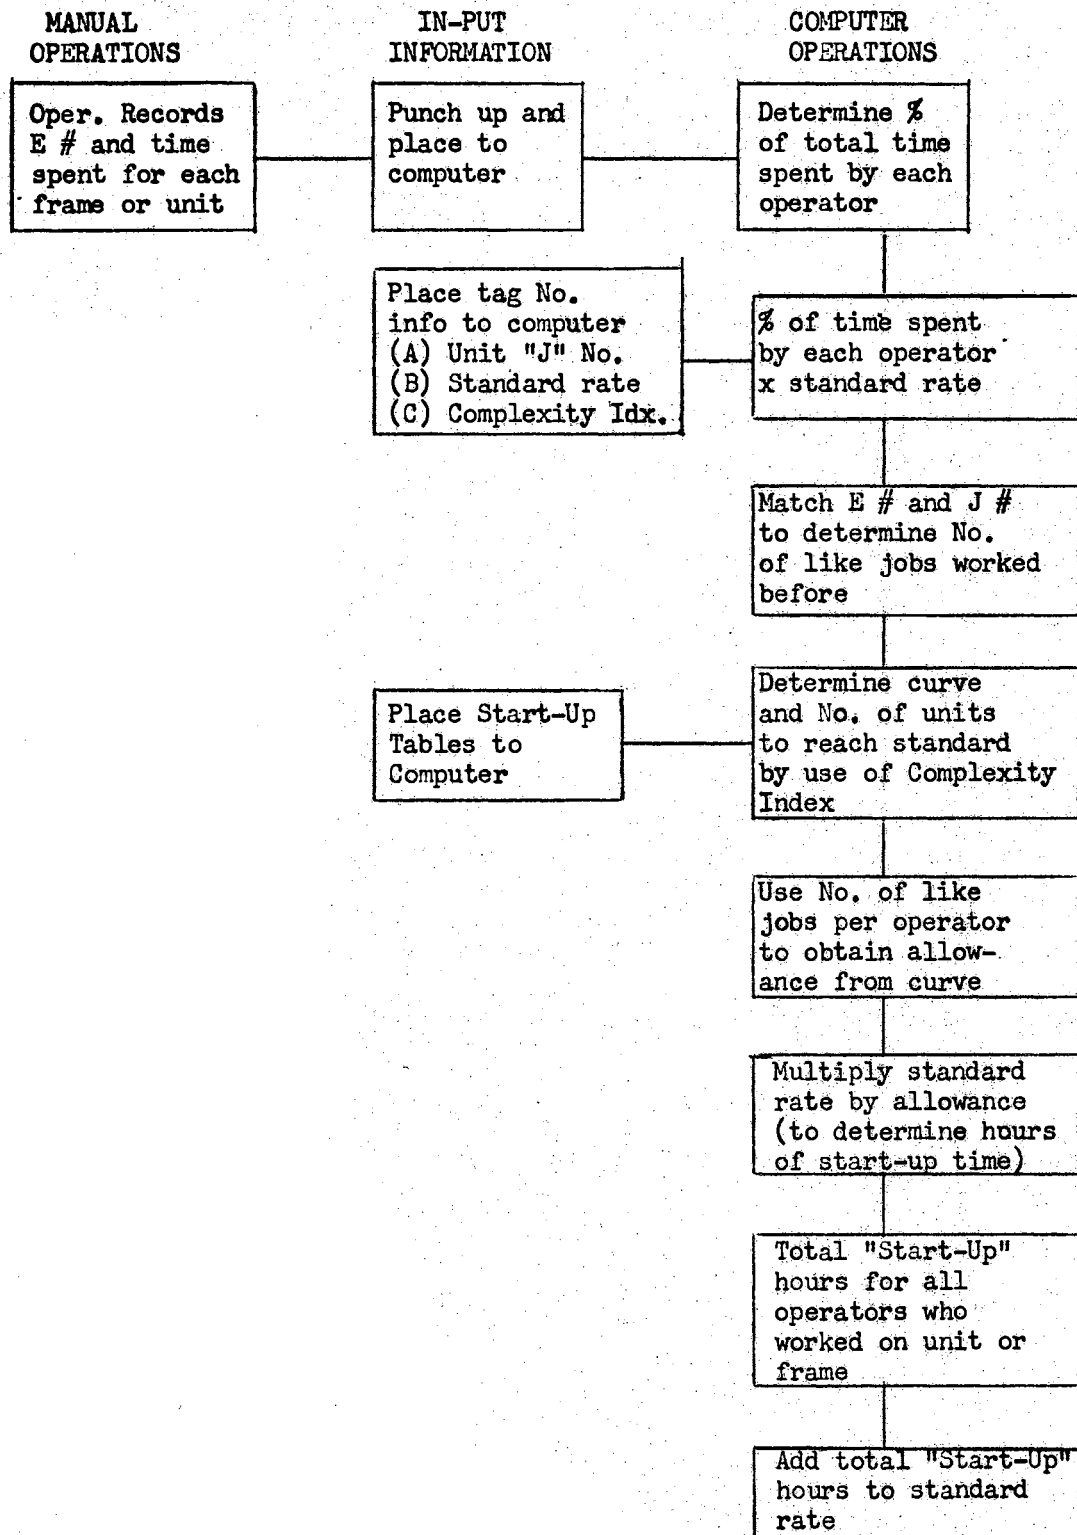 MANUAL
OPERATIONS
IN-PUT
INFORMATION
COMPUTER
OPERATIONS
Oper. Records
E # and time
spent for each
frame or unit
Punch up and
place to
computer
Determine %
of total time
spent by each
operator
Place tag No.
info to computer
(A) Unit "J" No.
(B) Standard rate
(C) Complexity Idx.
% of time spent
by each operator
x standard rate
Match E # and J #
to determine No.
of like jobs worked
before
Place Start-Up
Tables to
Computer
Determine curve
and No. of units
to reach standard
by use of Complexity
Index
Use No. of like
jobs per operator
to obtain allow-
ance from curve
Multiply standard
rate by allowance
(to determine hours
of start-up time)
Total "Start-Up"
hours for all
operators who
worked on unit or
frame
Add total "Start-Up"
hours to standard
rate